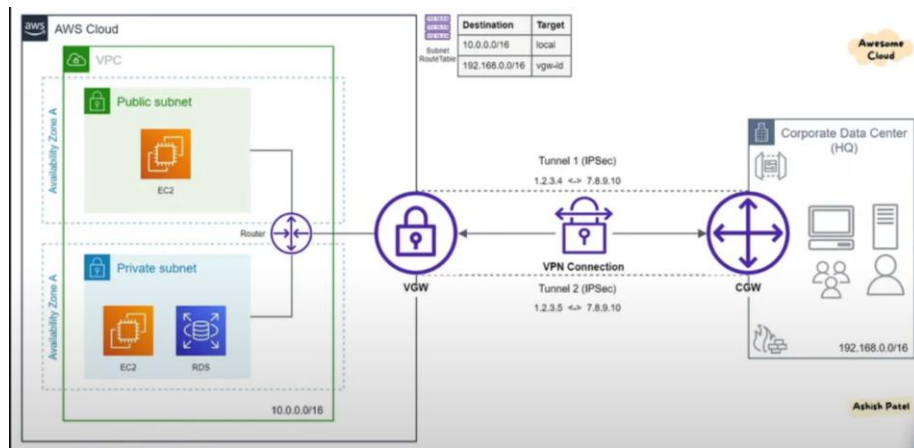 aws
AWS Cloud
VPC
Availability Zone A
Public subnet
EC2
Router
Availability Zone A
Private subnet
EC2
RDS
10.0.0.0/16
Subnet
RouteTable
Destination
Target
10.0.0.0/16
local
192.168.0.0/16
vgw-id
VGW
Tunnel 1 (IPSec)
1.2.3.4 <-> 7.8.9.10
VPN Connection
Tunnel 2 (IPSec)
1.2.3.5 <-> 7.8.9.10
CGW
Awesome
Cloud
Corporate Data Center
(HQ)
192.168.0.0/16
Ashish Patel